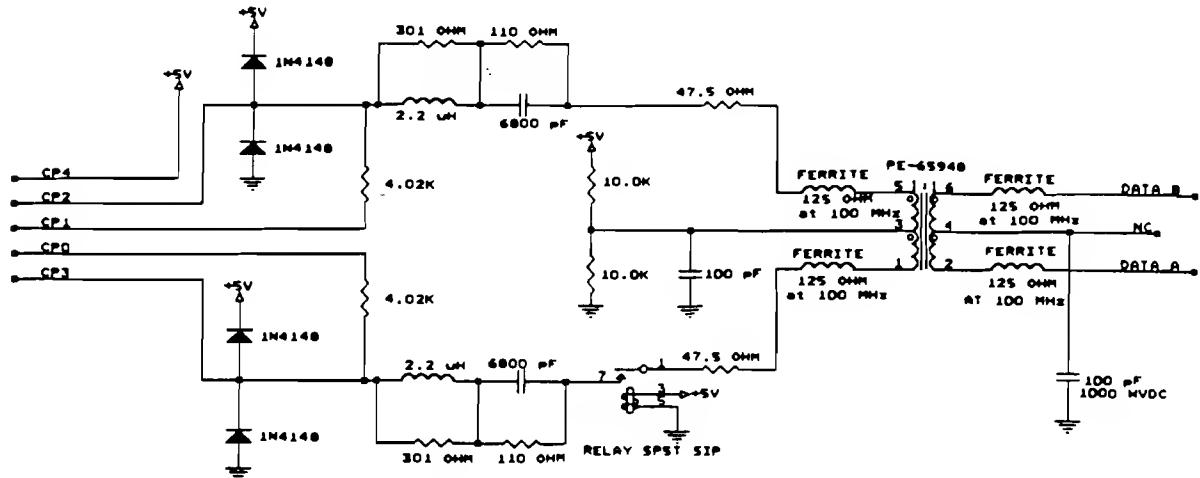 +5V
301 OHM
110 OHM
1N4148
+5V
2.2 uH
6800 pF
47.5 OHM
1N4148
+5V
PE-65948
CP4
4.02K
10.0K
FERRITE
5
1
1
6
FERRITE
DATA B
CP2
125 OHM
at 100 MHz
125 OHM
at 100 MHz
CP1
3
4
NC
CP0
FERRITE
FERRITE
CP3
10.0K
100 pF
1
2
DATA A
+5V
4.02K
125 OHM
at 100 MHz
125 OHM
AT 100 MHz
1N4148
2.2 uH
6800 pF
1
47.5 OHM
7
3
+5V
5
100 pF
1000 WVDC
1N4148
301 OHM
110 OHM
RELAY SPST SIP